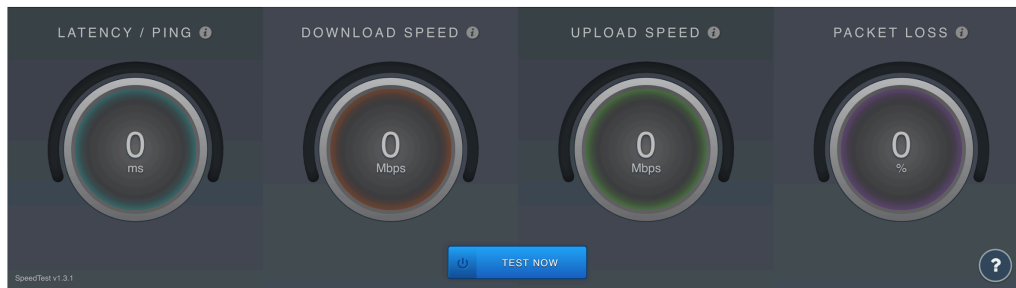 LATENCY / PING i
DOWNLOAD SPEED i
UPLOAD SPEED i
PACKET LOSS i
0
ms
0
Mbps
0
Mbps
0
%
TEST NOW
?
SpeedTest v1.3.1